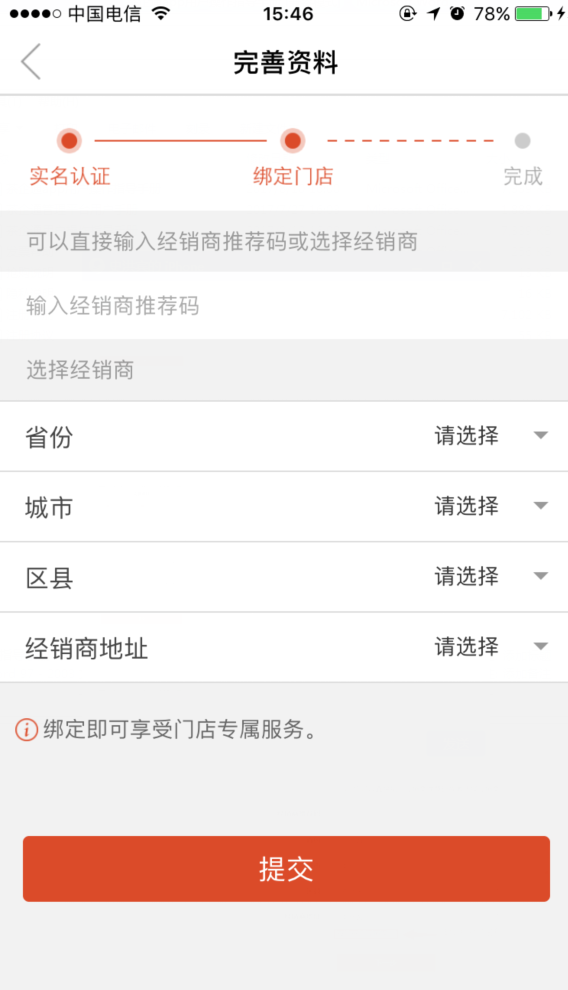 中国电信 15:46 78%
完善资料
实名认证 绑定门店 完成
可以直接输入经销商推荐码或选择经销商
输入经销商推荐码
选择经销商
省份 请选择
城市 请选择
区县 请选择
经销商地址 请选择
绑定即可享受门店专属服务。
提交